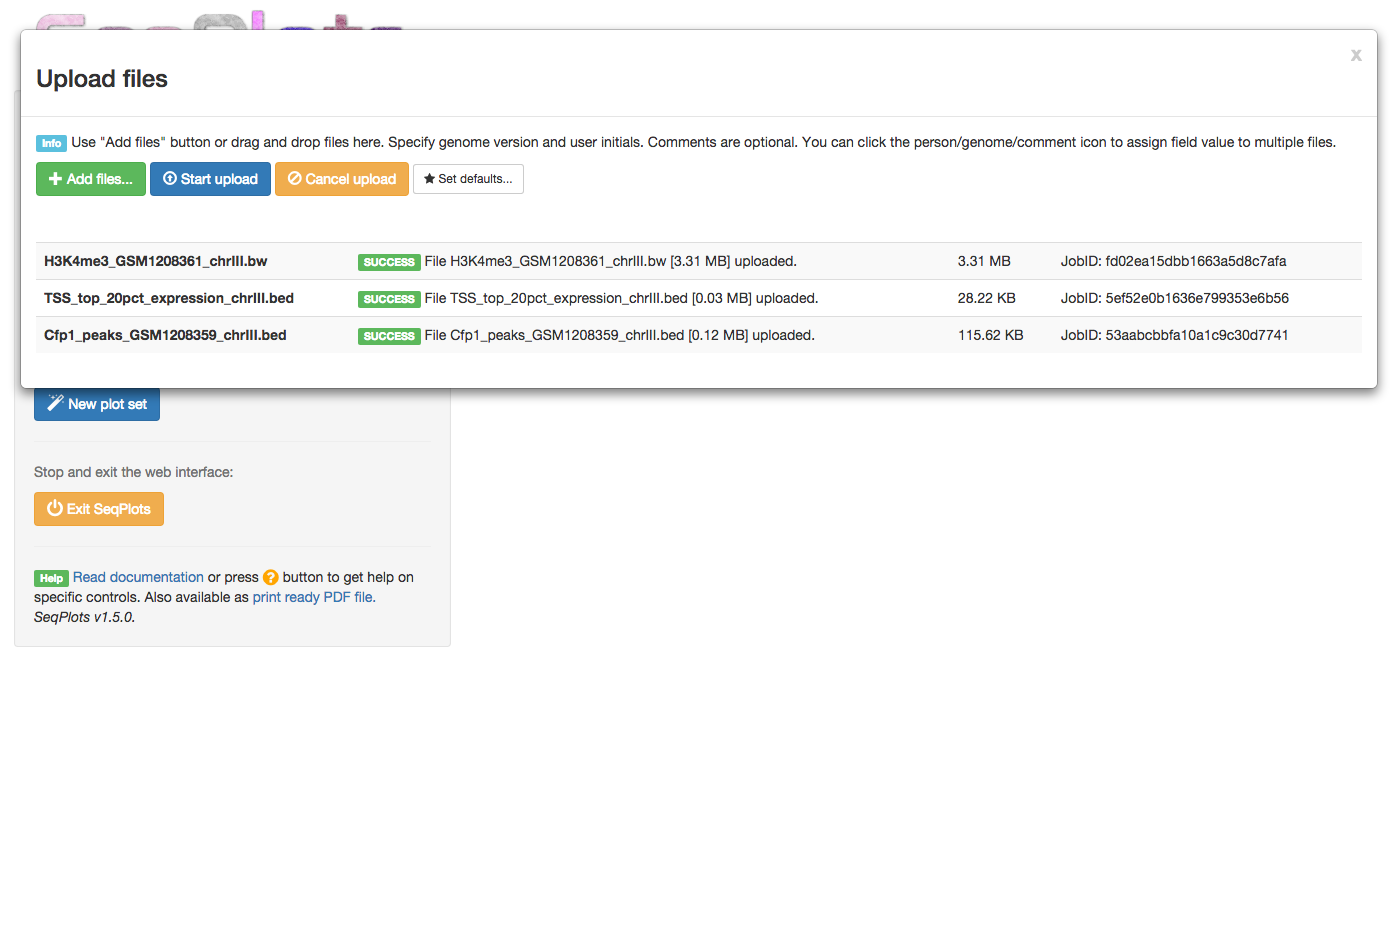 x
Upload files
Info Use "Add files" button or drag and drop files here. Specify genome version and user initials. Comments are optional. You can click the person/genome/comment icon to assign field value to multiple files.
Add files... Start upload Cancel upload Set defaults...
H3K4me3_GSM1208361_chrIII.bw SUCCESS File H3K4me3_GSM1208361_chrIII.bw [3.31 MB] uploaded. 3.31 MB JobID: fd02ea15dbb1663a5d8c7afa
TSS_top_20pct_expression_chrIII.bed SUCCESS File TSS_top_20pct_expression_chrIII.bed [0.03 MB] uploaded. 28.22 KB JobID: 5ef52e0b1636e799353e6b56
Cfp1_peaks_GSM1208359_chrIII.bed SUCCESS File Cfp1_peaks_GSM1208359_chrIII.bed [0.12 MB] uploaded. 115.62 KB JobID: 53aabcbbfa10a1c9c30d7741
New plot set
Stop and exit the web interface:
Exit SeqPlots
Help Read documentation or press ? button to get help on
specific controls. Also available as print ready PDF file.
SeqPlots v1.5.0.